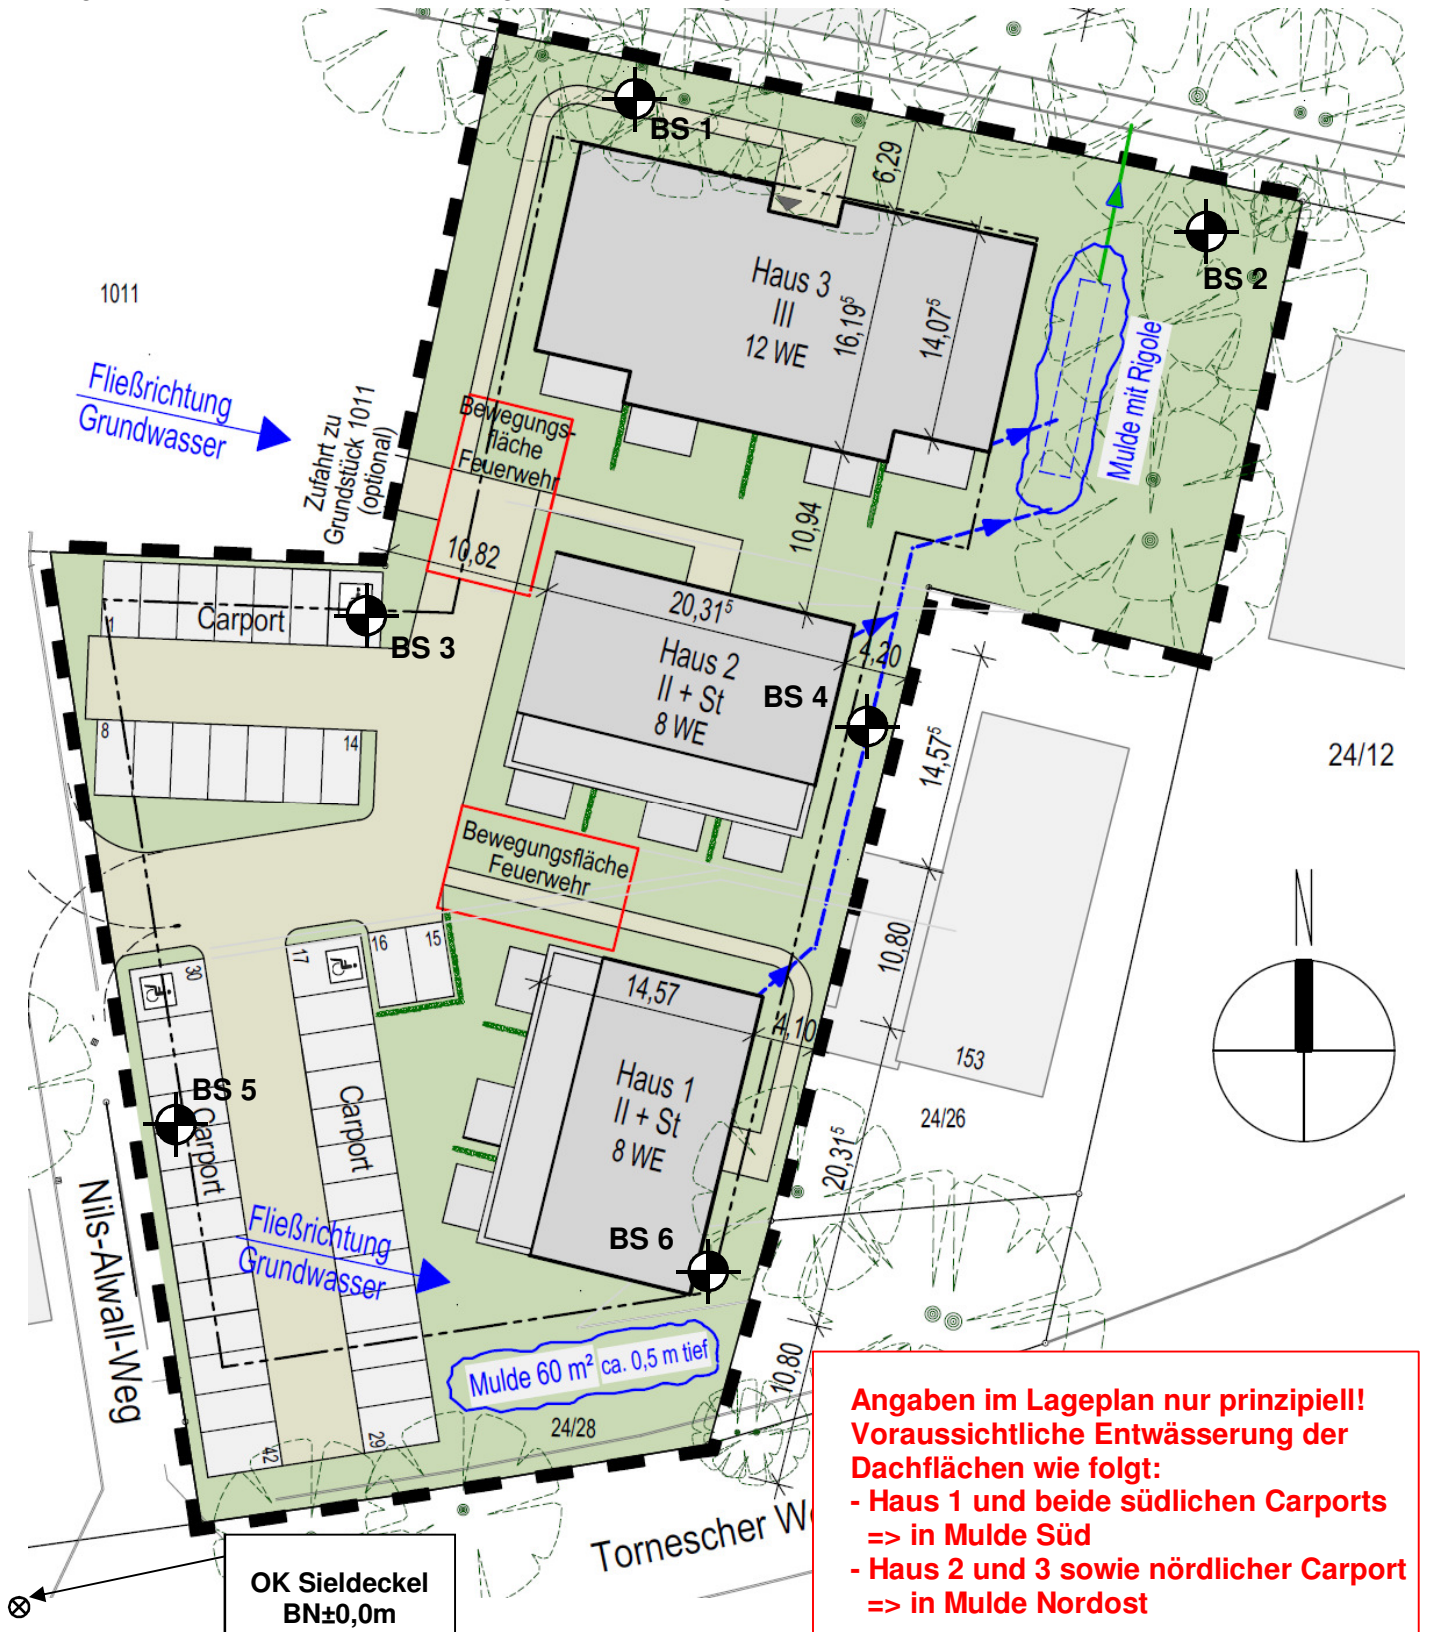 BS 1
6,29
BS 2
1011
Haus 3
III
12 WE
16,19⁵
14,07⁵
Mulde mit Rigole
Fließrichtung
Grundwasser
Zufahrt zu
Grundstück 1011
(optional)
Bewegungs-
fläche
Feuerwehr
10,94
10,82
1
Carport
BS 3
20,31⁵
Haus 2
II + St
8 WE
4,20
BS 4
14,57⁵
24/12
8
14
Bewegungsfläche
Feuerwehr
16
15
17
30
10,80
14,57
4,10
153
Haus 1
II + St
8 WE
24/26
BS 5
Carport
Carport
20,31⁵
Nils-Alwall-Weg
Fließrichtung
Grundwasser
BS 6
Mulde 60 m² ca. 0,5 m tief
10,80
24/28
42
29
Tornescher W
Angaben im Lageplan nur prinzipiell!
Voraussichtliche Entwässerung der
Dachflächen wie folgt:
- Haus 1 und beide südlichen Carports
=> in Mulde Süd
- Haus 2 und 3 sowie nördlicher Carport
=> in Mulde Nordost
OK Sieldeckel
BN±0,0m